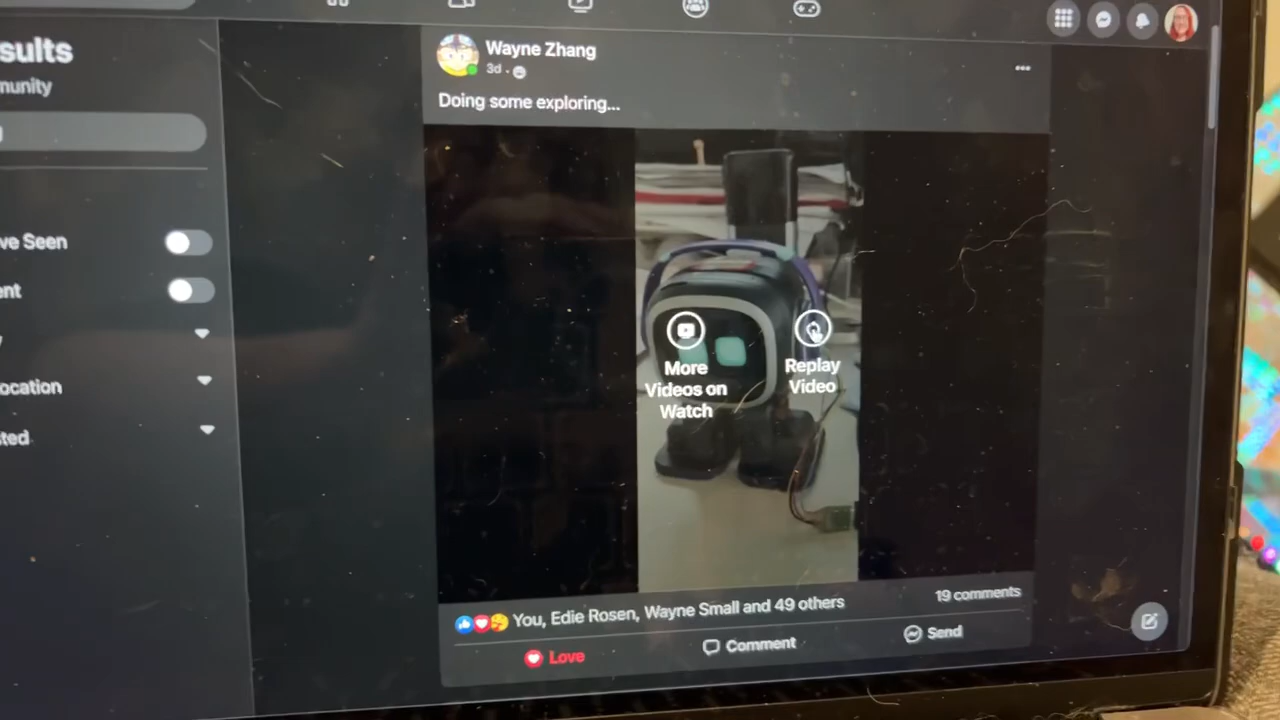 sults
nunity
Wayne Zhang
3d
Doing some exploring...
ve Seen
ent
ocation
sted
More
Videos on
Watch
Replay
Video
You, Edie Rosen, Wayne Small and 49 others
19 comments
Love
Comment
Send